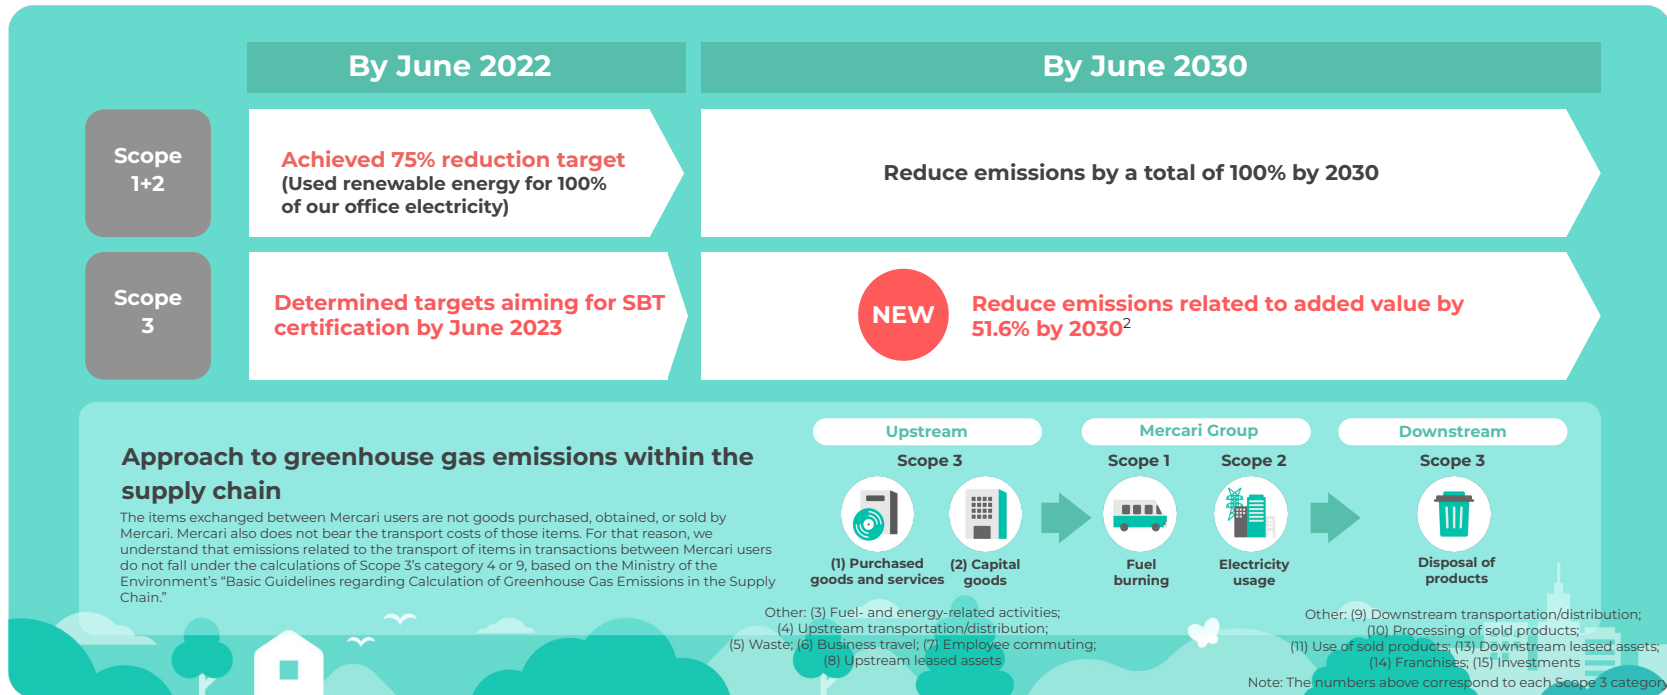 By June 2022
By June 2030
Scope
1+2
Achieved 75% reduction target
(Used renewable energy for 100%
of our office electricity)
Reduce emissions by a total of 100% by 2030
Scope
3
Determined targets aiming for SBT
certification by June 2023
NEW
Reduce emissions related to added value by
51.6% by 2030²
Approach to greenhouse gas emissions within the
supply chain
The items exchanged between Mercari users are not goods purchased, obtained, or sold by
Mercari. Mercari also does not bear the transport costs of those items. For that reason, we
understand that emissions related to the transport of items in transactions between Mercari users
do not fall under the calculations of Scope 3’s category 4 or 9, based on the Ministry of the
Environment’s “Basic Guidelines regarding Calculation of Greenhouse Gas Emissions in the Supply
Chain.”
Upstream
Scope 3
(1) Purchased
goods and services
(2) Capital
goods
Other: (3) Fuel- and energy-related activities;
(4) Upstream transportation/distribution;
(5) Waste; (6) Business travel; (7) Employee commuting;
(8) Upstream leased assets
Mercari Group
Scope 1
Fuel
burning
Scope 2
Electricity
usage
Downstream
Scope 3
Disposal of
products
Other: (9) Downstream transportation/distribution;
(10) Processing of sold products;
(11) Use of sold products; (13) Downstream leased assets;
(14) Franchises; (15) Investments
Note: The numbers above correspond to each Scope 3 category